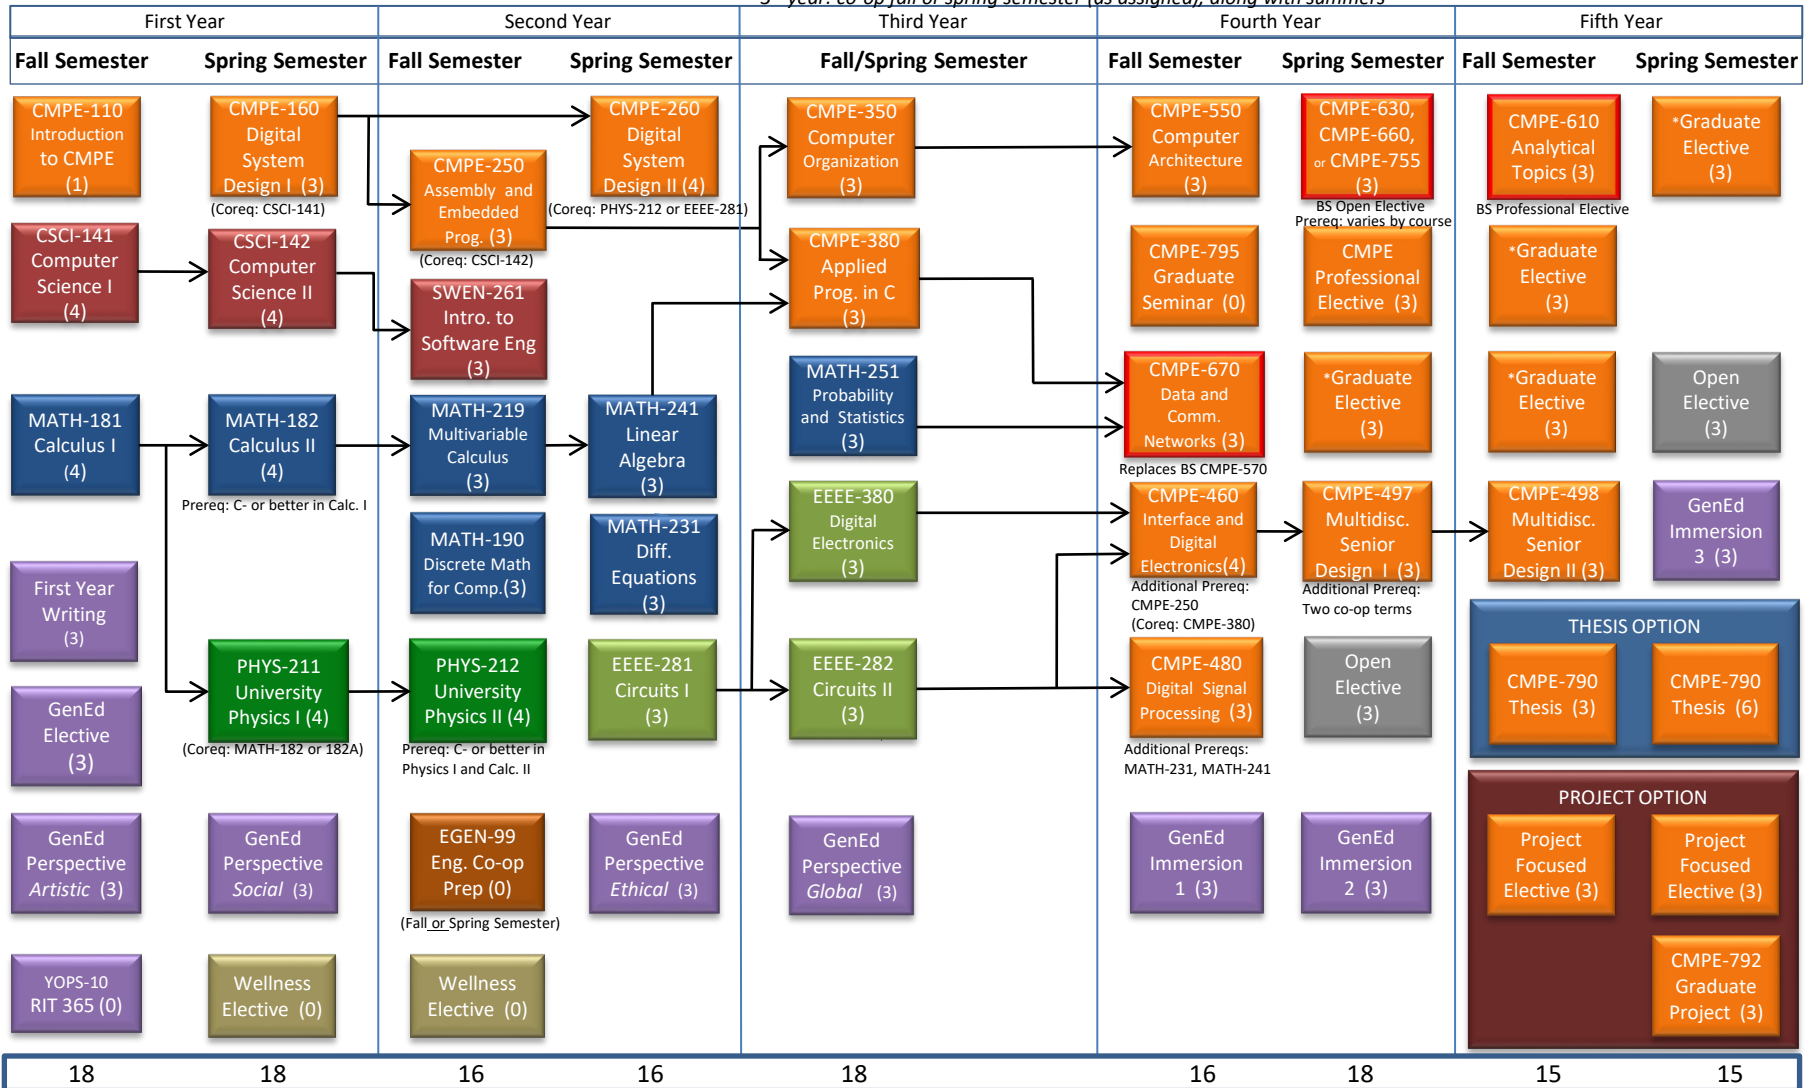 5th year: co-op fall or spring semester (as assigned), along with summers
First Year
Second Year
Third Year
Fourth Year
Fifth Year
Fall Semester
Spring Semester
Fall Semester
Spring Semester
Fall/Spring Semester
Fall Semester
Spring Semester
Fall Semester
Spring Semester
CMPE-110
Introduction
to CMPE
(1)
CSCI-141
Computer
Science I
(4)
MATH-181
Calculus I
(4)
First Year
Writing
(3)
GenEd
Elective
(3)
GenEd
Perspective
Artistic (3)
YOPS-10
RIT 365 (0)
18
CMPE-160
Digital
System
Design I (3)
(Coreq: CSCI-141)
CSCI-142
Computer
Science II
(4)
MATH-182
Calculus II
(4)
Prereq: C- or better in Calc. I
PHYS-211
University
Physics I (4)
(Coreq: MATH-182 or 182A)
GenEd
Perspective
Social (3)
Wellness
Elective (0)
18
CMPE-250
Assembly and
Embedded
Prog. (3)
(Coreq: CSCI-142)
SWEN-261
Intro. to
Software Eng
(3)
MATH-219
Multivariable
Calculus
(3)
MATH-190
Discrete Math
for Comp.(3)
PHYS-212
University
Physics II (4)
Prereq: C- or better in
Physics I and Calc. II
EGEN-99
Eng. Co-op
Prep (0)
(Fall or Spring Semester)
Wellness
Elective (0)
16
CMPE-260
Digital
System
Design II (4)
(Coreq: PHYS-212 or EEEE-281)
MATH-241
Linear
Algebra
(3)
MATH-231
Diff.
Equations
(3)
EEEE-281
Circuits I
(3)
GenEd
Perspective
Ethical (3)
16
CMPE-350
Computer
Organization
(3)
CMPE-380
Applied
Prog. in C
(3)
MATH-251
Probability
and Statistics
(3)
EEEE-380
Digital
Electronics
(3)
EEEE-282
Circuits II
(3)
GenEd
Perspective
Global (3)
18
CMPE-550
Computer
Architecture
(3)
CMPE-795
Graduate
Seminar (0)
CMPE-670
Data and
Comm.
Networks (3)
Replaces BS CMPE-570
CMPE-460
Interface and
Digital
Electronics(4)
Additional Prereq:
CMPE-250
(Coreq: CMPE-380)
CMPE-480
Digital Signal
Processing (3)
Additional Prereqs:
MATH-231, MATH-241
GenEd
Immersion
1 (3)
16
CMPE-630,
CMPE-660,
or CMPE-755
(3)
BS Open Elective
Prereq: varies by course
CMPE
Professional
Elective (3)
*Graduate
Elective
(3)
CMPE-497
Multidisc.
Senior
Design I (3)
Additional Prereq:
Two co-op terms
Open
Elective
(3)
GenEd
Immersion
2 (3)
18
CMPE-610
Analytical
Topics (3)
BS Professional Elective
*Graduate
Elective
(3)
*Graduate
Elective
(3)
CMPE-498
Multidisc.
Senior
Design II (3)
*Graduate
Elective
(3)
Open
Elective
(3)
GenEd
Immersion
3 (3)
THESIS OPTION
CMPE-790
Thesis (3)
CMPE-790
Thesis (6)
PROJECT OPTION
Project
Focused
Elective (3)
Project
Focused
Elective (3)
CMPE-792
Graduate
Project (3)
15
15